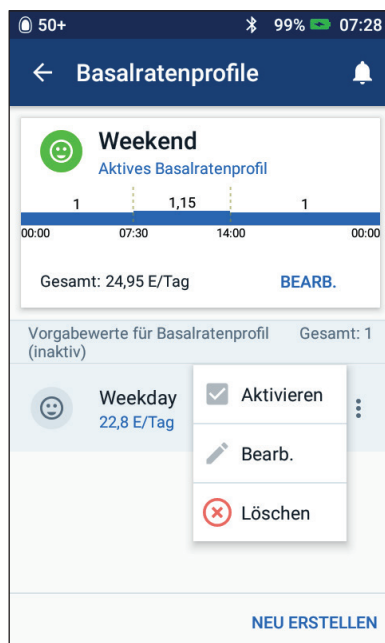 50+ 99% 07:28
Basalratenprofile
Weekend
Aktives Basalratenprofil
1 1,15 1
00:00 07:30 14:00 00:00
Gesamt: 24,95 E/Tag BEARB.
Vorgabewerte für Basalratenprofil Gesamt: 1
(inaktiv)
Weekday
22,8 E/Tag
Aktivieren
Bearb.
Löschen
NEU ERSTELLEN